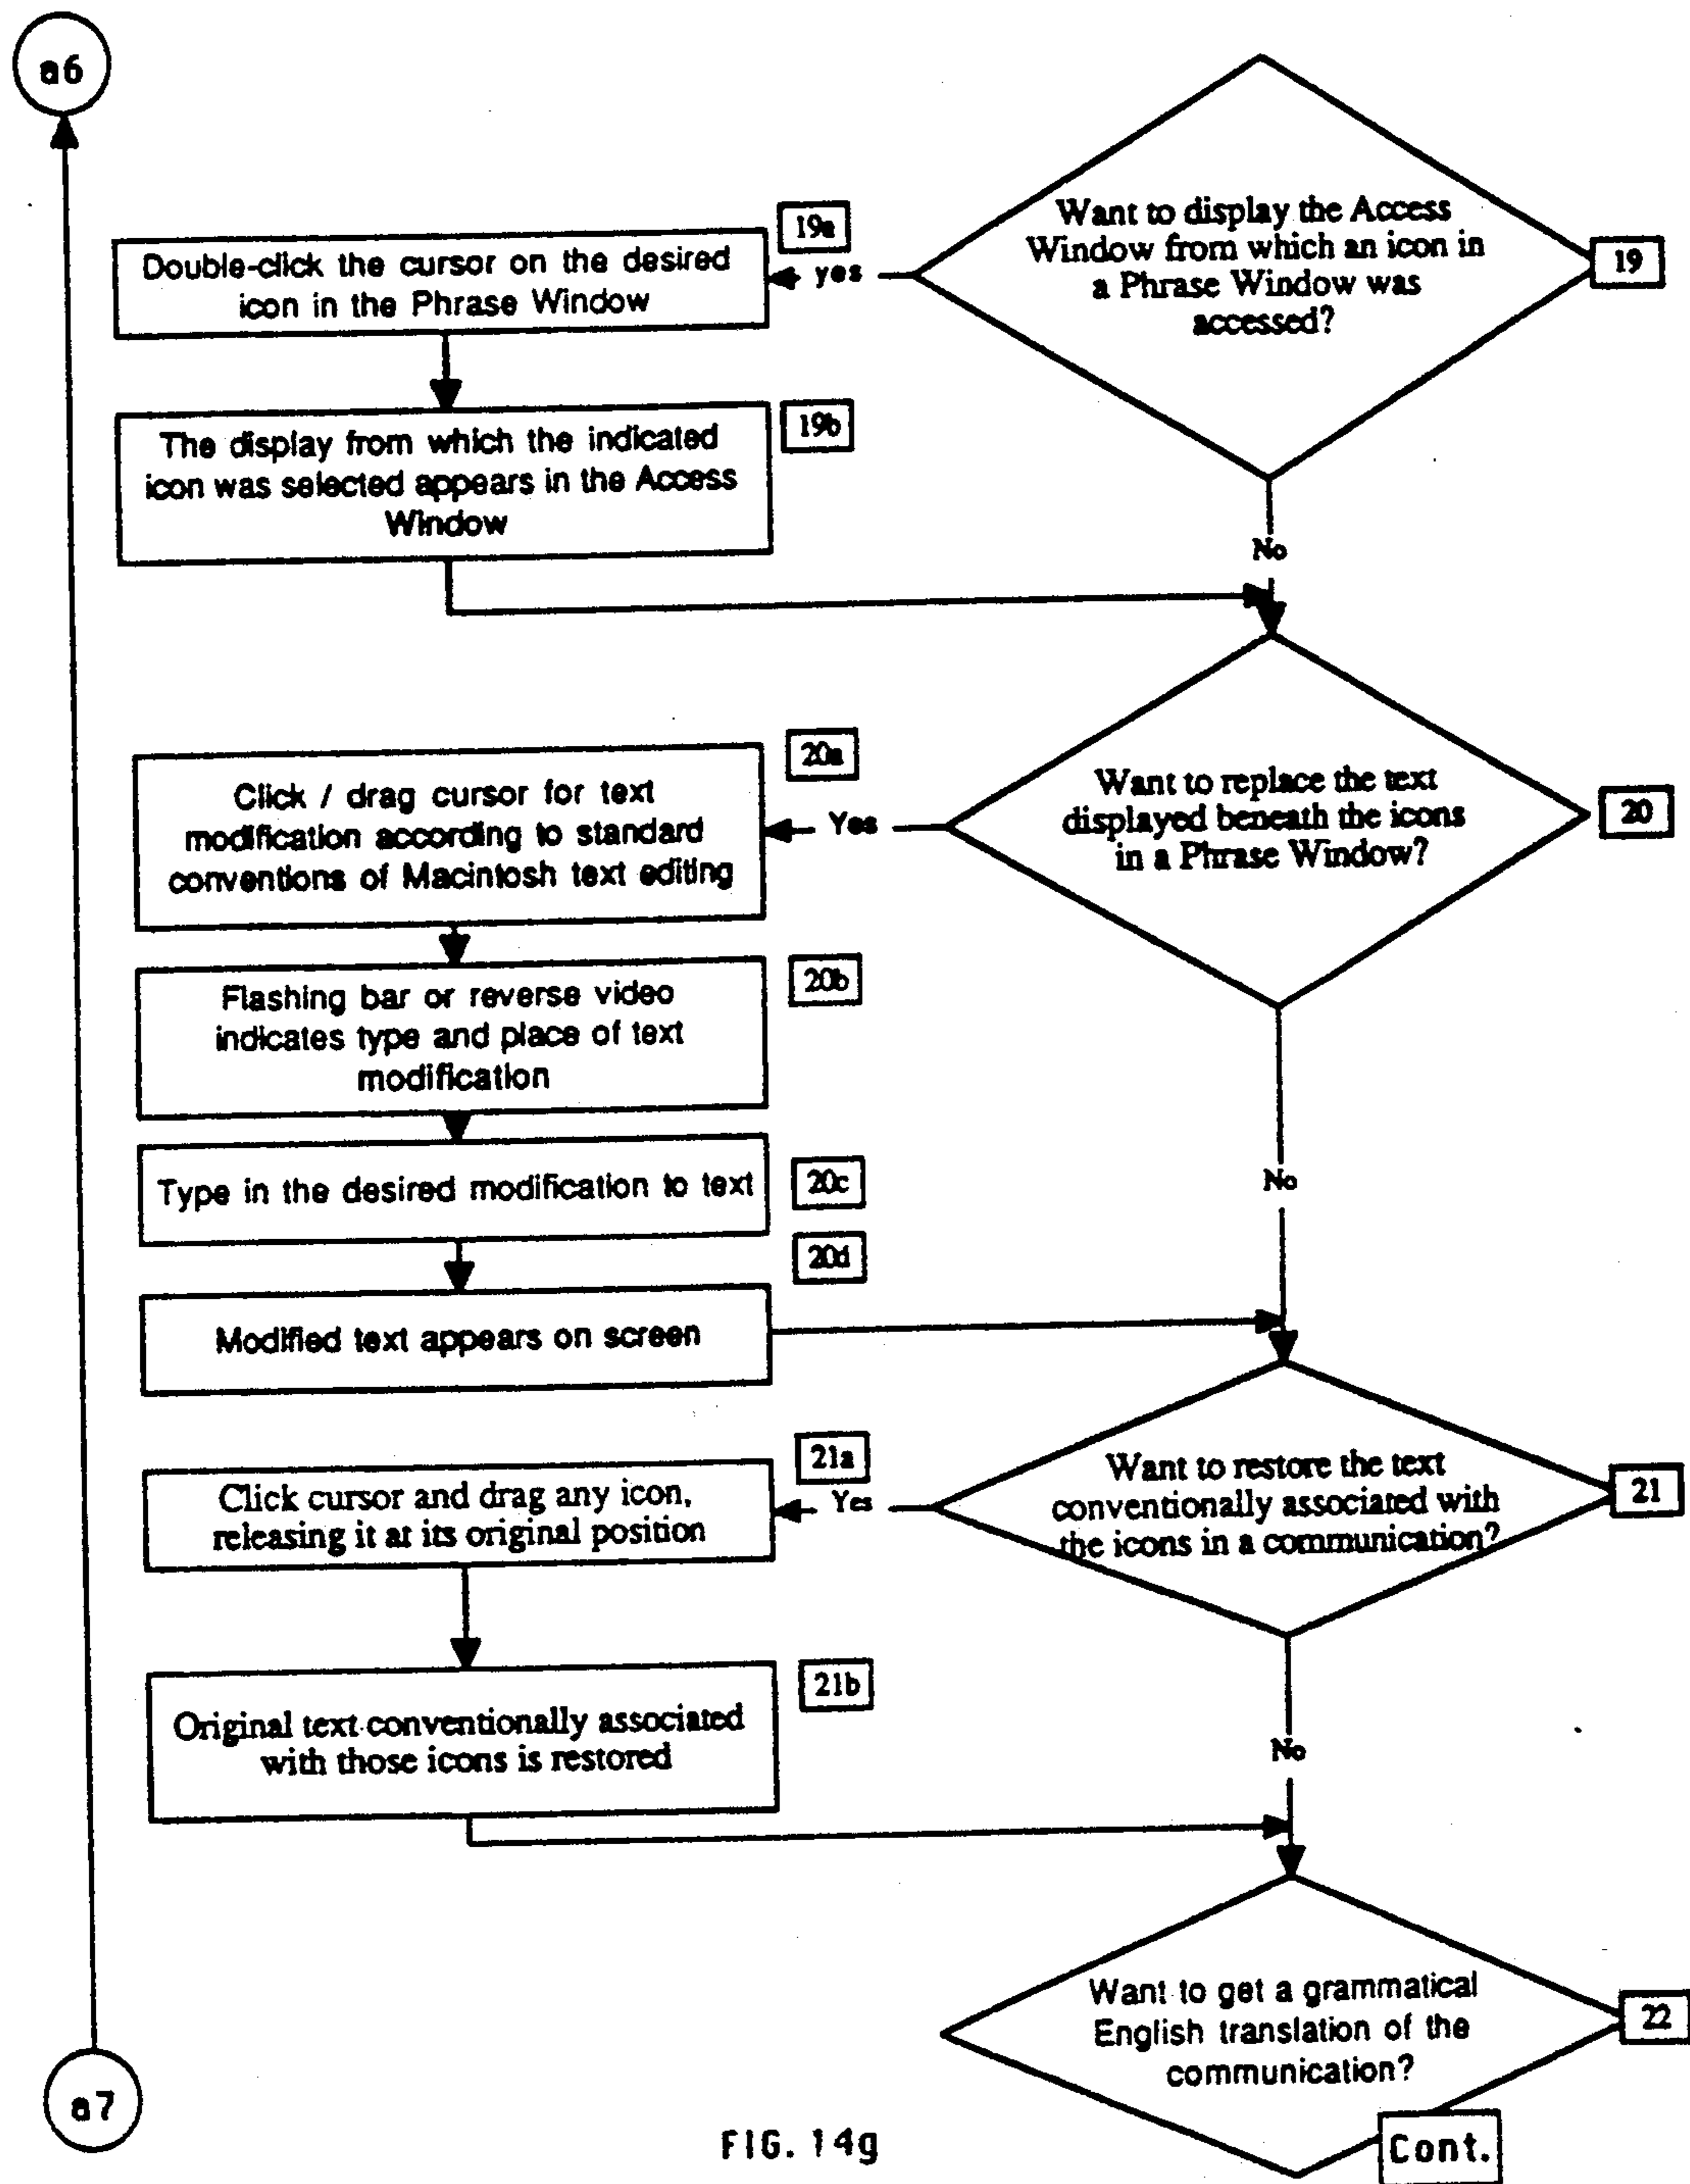 a6
Want to display the Access
Window from which an icon in
a Phrase Window was
accessed?
19
yes
19a
Double-click the cursor on the desired
icon in the Phrase Window
19b
The display from which the indicated
icon was selected appears in the Access
Window
No
Want to replace the text
displayed beneath the icons
in a Phrase Window?
20
Yes
20a
Click / drag cursor for text
modification according to standard
conventions of Macintosh text editing
20b
Flashing bar or reverse video
indicates type and place of text
modification
20c
Type in the desired modification to text
20d
Modified text appears on screen
No
Want to restore the text
conventionally associated with
the icons in a communication?
21
Yes
21a
Click cursor and drag any icon,
releasing it at its original position
21b
Original text conventionally associated
with those icons is restored
No
Want to get a grammatical
English translation of the
communication?
22
Cont.
a7
FIG. 14g